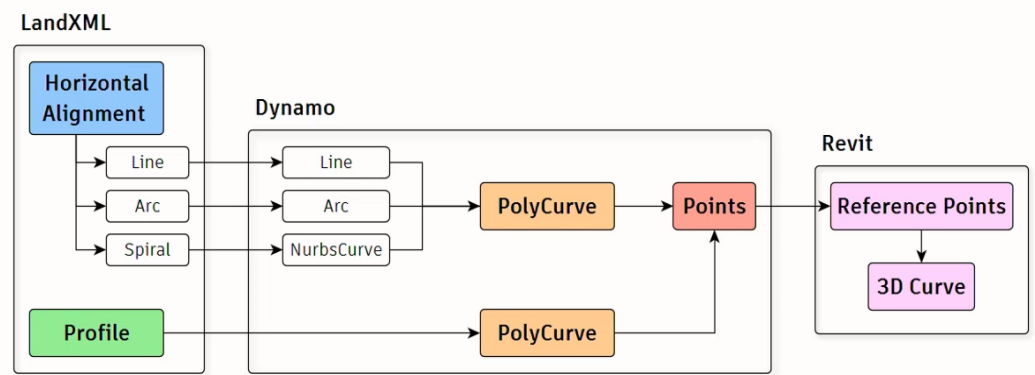 LandXML
Horizontal
Alignment
Line
Arc
Spiral
Profile
Dynamo
Line
Arc
NurbsCurve
PolyCurve
PolyCurve
Points
Revit
Reference Points
3D Curve